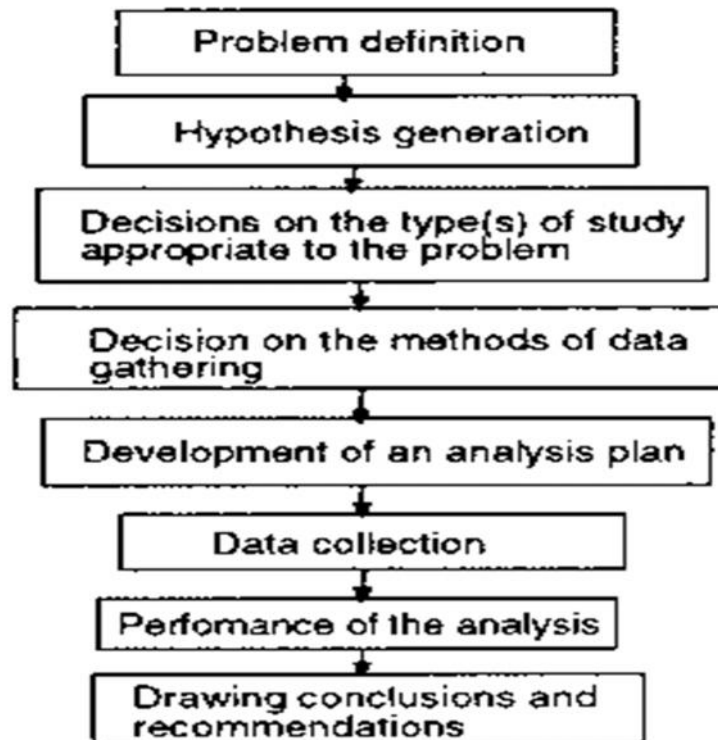 Problem definition
Hypothesis generation
Decisions on the type(s) of study
appropriate to the problem
Decision on the methods of data
gathering
Development of an analysis plan
Data collection
Perfomance of the analysis
Drawing conclusions and
recommendations